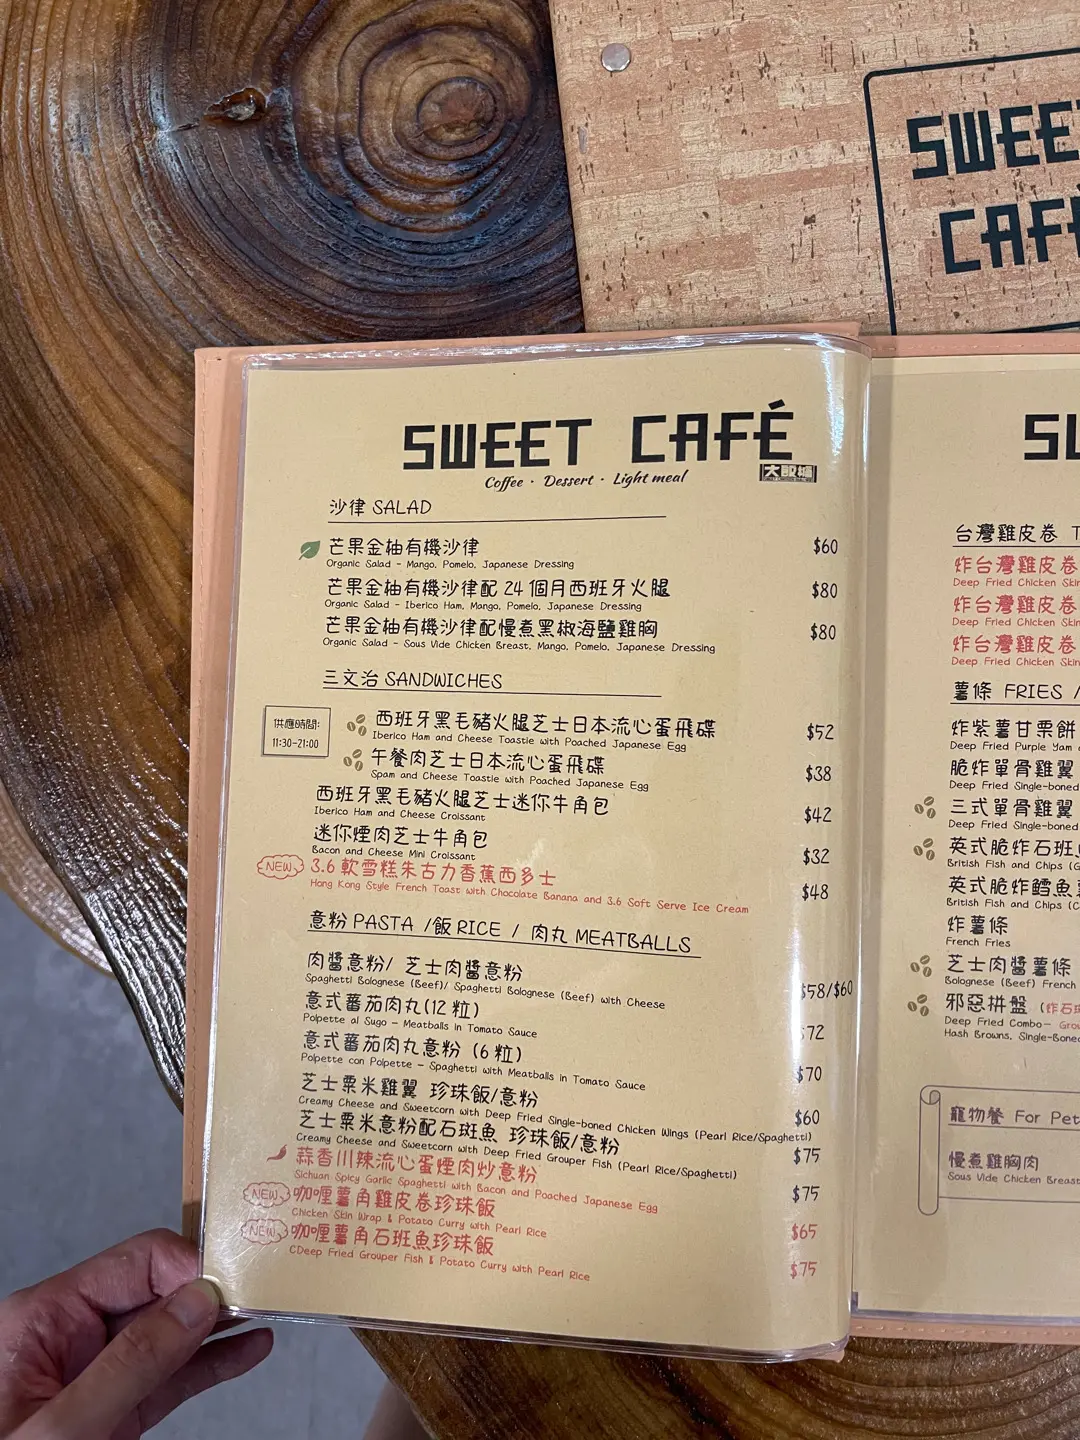 SWEE
CAFÉ
SWEET CAFÉ
Coffee · Dessert · Light meal
沙律 SALAD
芒果金柚有機沙律 $60
Organic Salad - Mango, Pomelo, Japanese Dressing
芒果金柚有機沙律配 24 個月西班牙火腿 $80
Organic Salad - Iberico Ham, Mango, Pomelo, Japanese Dressing
芒果金柚有機沙律配慢煮黑椒海鹽雞胸 $80
Organic Salad - Sous Vide Chicken Breast, Mango, Pomelo, Japanese Dressing
三文治 SANDWICHES
供應時間:
11:30-21:00
西班牙黑毛豬火腿芝士日本流心蛋飛碟 $52
Iberico Ham and Cheese Toastie with Poached Japanese Egg
午餐肉芝士日本流心蛋飛碟 $38
Spam and Cheese Toastie with Poached Japanese Egg
西班牙黑毛豬火腿芝士迷你牛角包 $42
Iberico Ham and Cheese Croissant
迷你煙肉芝士牛角包 $32
Bacon and Cheese Mini Croissant
NEW 3.6 軟雪糕朱古力香蕉西多士 $48
Hong Kong Style French Toast with Chocolate Banana and 3.6 Soft Serve Ice Cream
意粉 PASTA /飯 RICE / 肉丸 MEATBALLS
肉醬意粉/ 芝士肉醬意粉 $58/$60
Spaghetti Bolognese (Beef)/ Spaghetti Bolognese (Beef) with Cheese
意式蕃茄肉丸(12 粒) $72
Polpette al Sugo - Meatballs in Tomato Sauce
意式蕃茄肉丸意粉 (6 粒) $70
Polpette con Polpette - Spaghetti with Meatballs in Tomato Sauce
芝士粟米雞翼 珍珠飯/意粉 $60
Creamy Cheese and Sweetcorn with Deep Fried Single-boned Chicken Wings (Pearl Rice/Spaghetti)
芝士粟米意粉配石班魚 珍珠飯/意粉 $75
Creamy Cheese and Sweetcorn with Deep Fried Grouper Fish (Pearl Rice/Spaghetti)
蒜香川辣流心蛋煙肉炒意粉 $75
Sichuan Spicy Garlic Spaghetti with Bacon and Poached Japanese Egg
NEW 咖喱薯角雞皮卷珍珠飯 $65
Chicken Skin Wrap & Potato Curry with Pearl Rice
NEW 咖喱薯角石班魚珍珠飯 $75
CDeep Fried Grouper Fish & Potato Curry with Pearl Rice
台灣雞皮卷 T
炸台灣雞皮卷
Deep Fried Chicken Skin
炸台灣雞皮卷
Deep Fried Chicken Skin
炸台灣雞皮卷
Deep Fried Chicken Skin
薯條 FRIES /
炸紫薯甘栗餅
Deep Fried Purple Yam
脆炸單骨雞翼
Deep Fried Single-boned
三式單骨雞翼
Deep Fried Single-boned
英式脆炸石班魚
British Fish and Chips (G
英式脆炸鱈魚
British Fish and Chips (C
炸薯條
French Fries
芝士肉醬薯條
Bolognese (Beef) French
邪惡拼盤 (炸石班
Deep Fried Combo- Grou
Hash Browns, Single-Boned
寵物餐 For Pet
慢煮雞胸肉
Sous Vide Chicken Breast